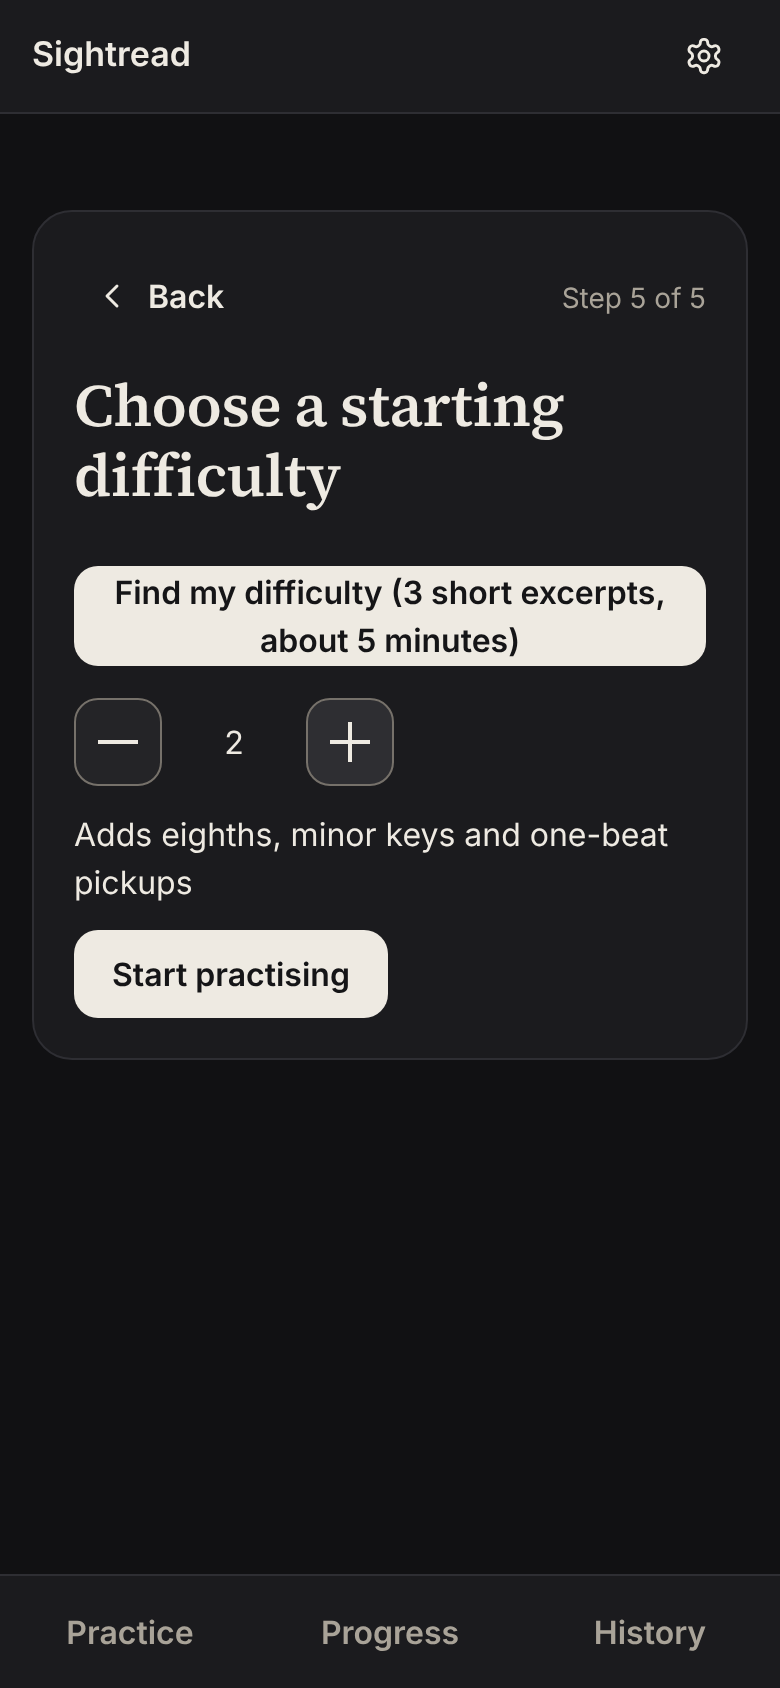 Sightread
Back
Step 5 of 5
Choose a starting
difficulty
Find my difficulty (3 short excerpts,
about 5 minutes)
2
Adds eighths, minor keys and one-beat
pickups
Start practising
Practice
Progress
History